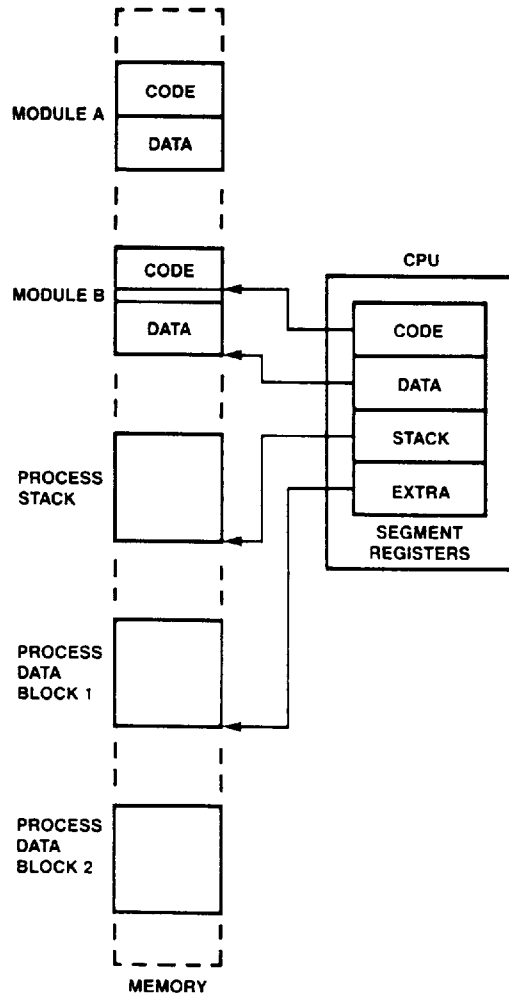 CODE
MODULE A
DATA
CPU
CODE
MODULE B
DATA
CODE
DATA
STACK
EXTRA
SEGMENT
REGISTERS
PROCESS
STACK
PROCESS
DATA
BLOCK 1
PROCESS
DATA
BLOCK 2
MEMORY